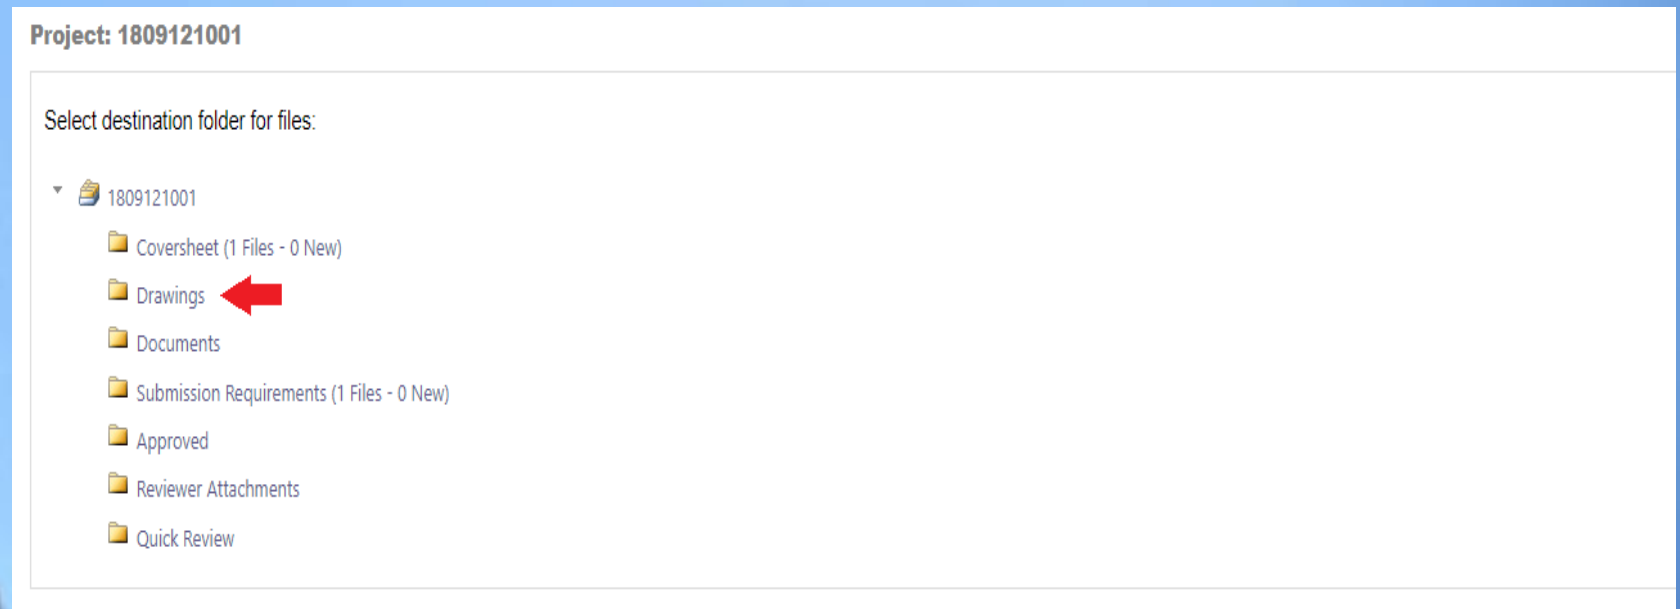 Project: 1809121001
Select destination folder for files:
1809121001
Coversheet (1 Files - 0 New)
Drawings
Documents
Submission Requirements (1 Files - 0 New)
Approved
Reviewer Attachments
Quick Review